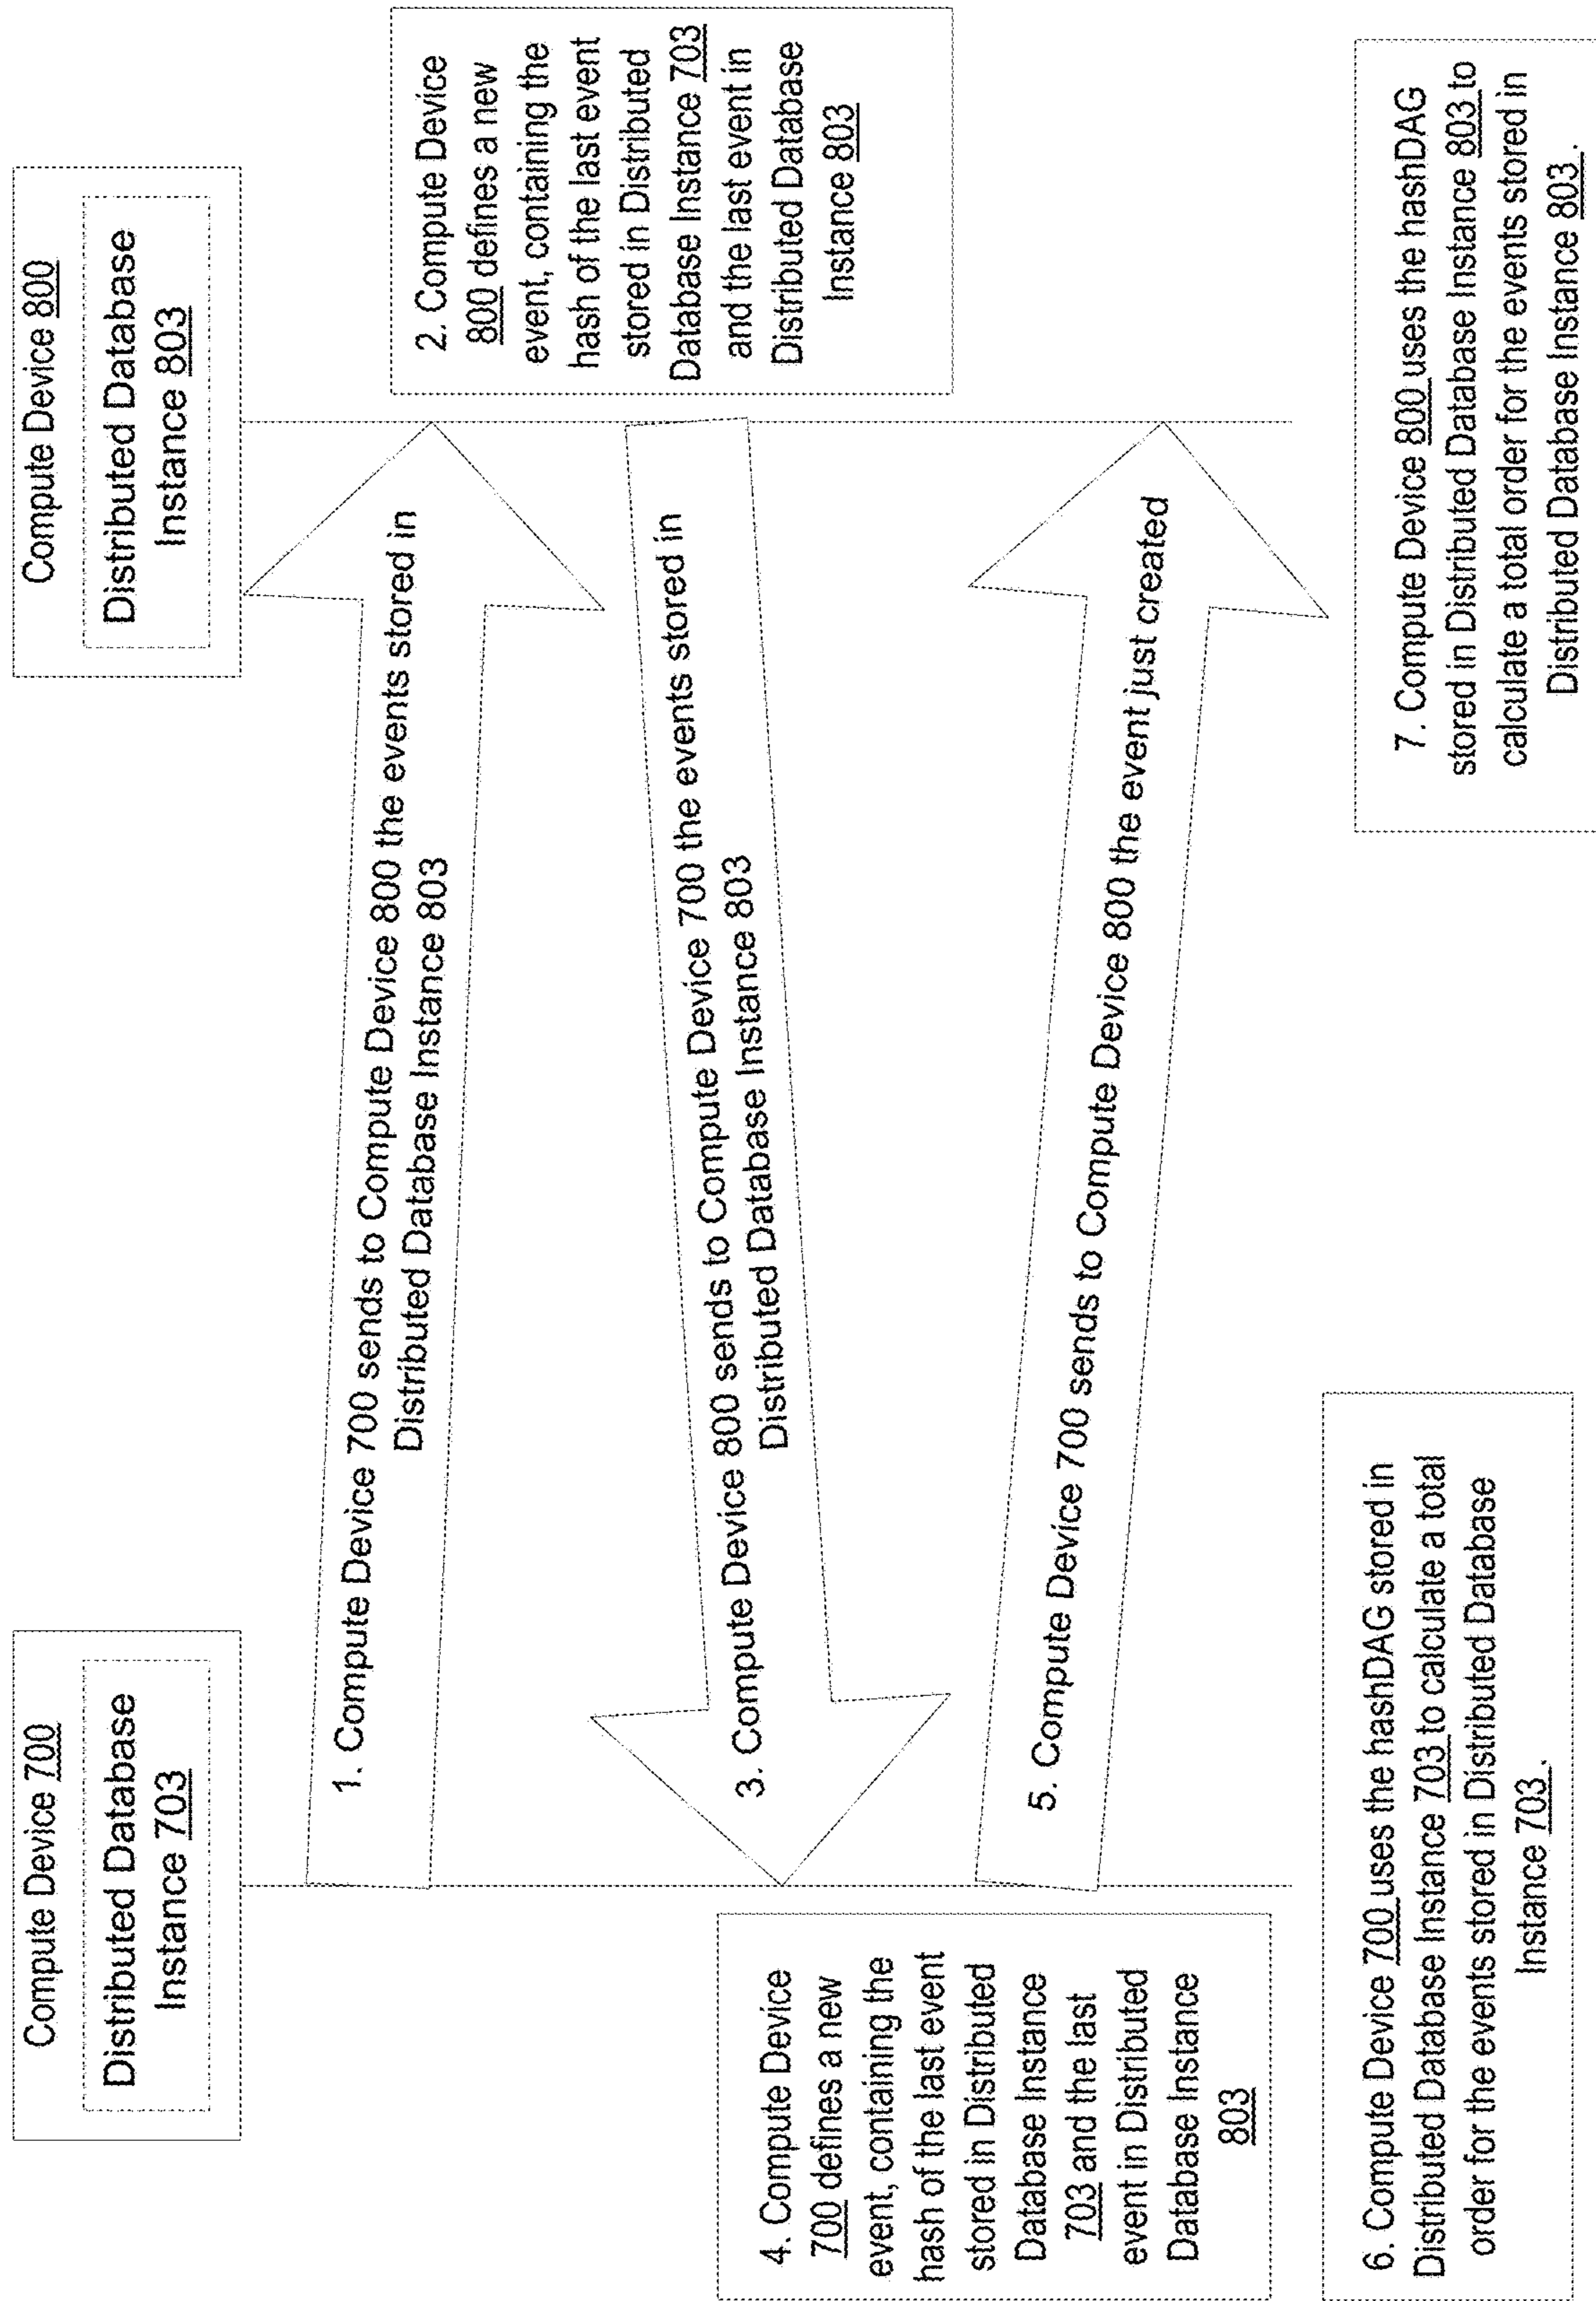 Compute Device 700
Distributed Database
Instance 703
Compute Device 800
Distributed Database
Instance 803
1. Compute Device 700 sends to Compute Device 800 the events stored in
Distributed Database Instance 803
2. Compute Device
800 defines a new
event, containing the
hash of the last event
stored in Distributed
Database Instance 703
and the last event in
Distributed Database
Instance 803
3. Compute Device 800 sends to Compute Device 700 the events stored in
Distributed Database Instance 803
4. Compute Device
700 defines a new
event, containing the
hash of the last event
stored in Distributed
Database Instance
703 and the last
event in Distributed
Database Instance
803
5. Compute Device 700 sends to Compute Device 800 the event just created
6. Compute Device 700 uses the hashDAG stored in
Distributed Database Instance 703 to calculate a total
order for the events stored in Distributed Database
Instance 703 .
7. Compute Device 800 uses the hashDAG
stored in Distributed Database Instance 803 to
calculate a total order for the events stored in
Distributed Database Instance 803 .